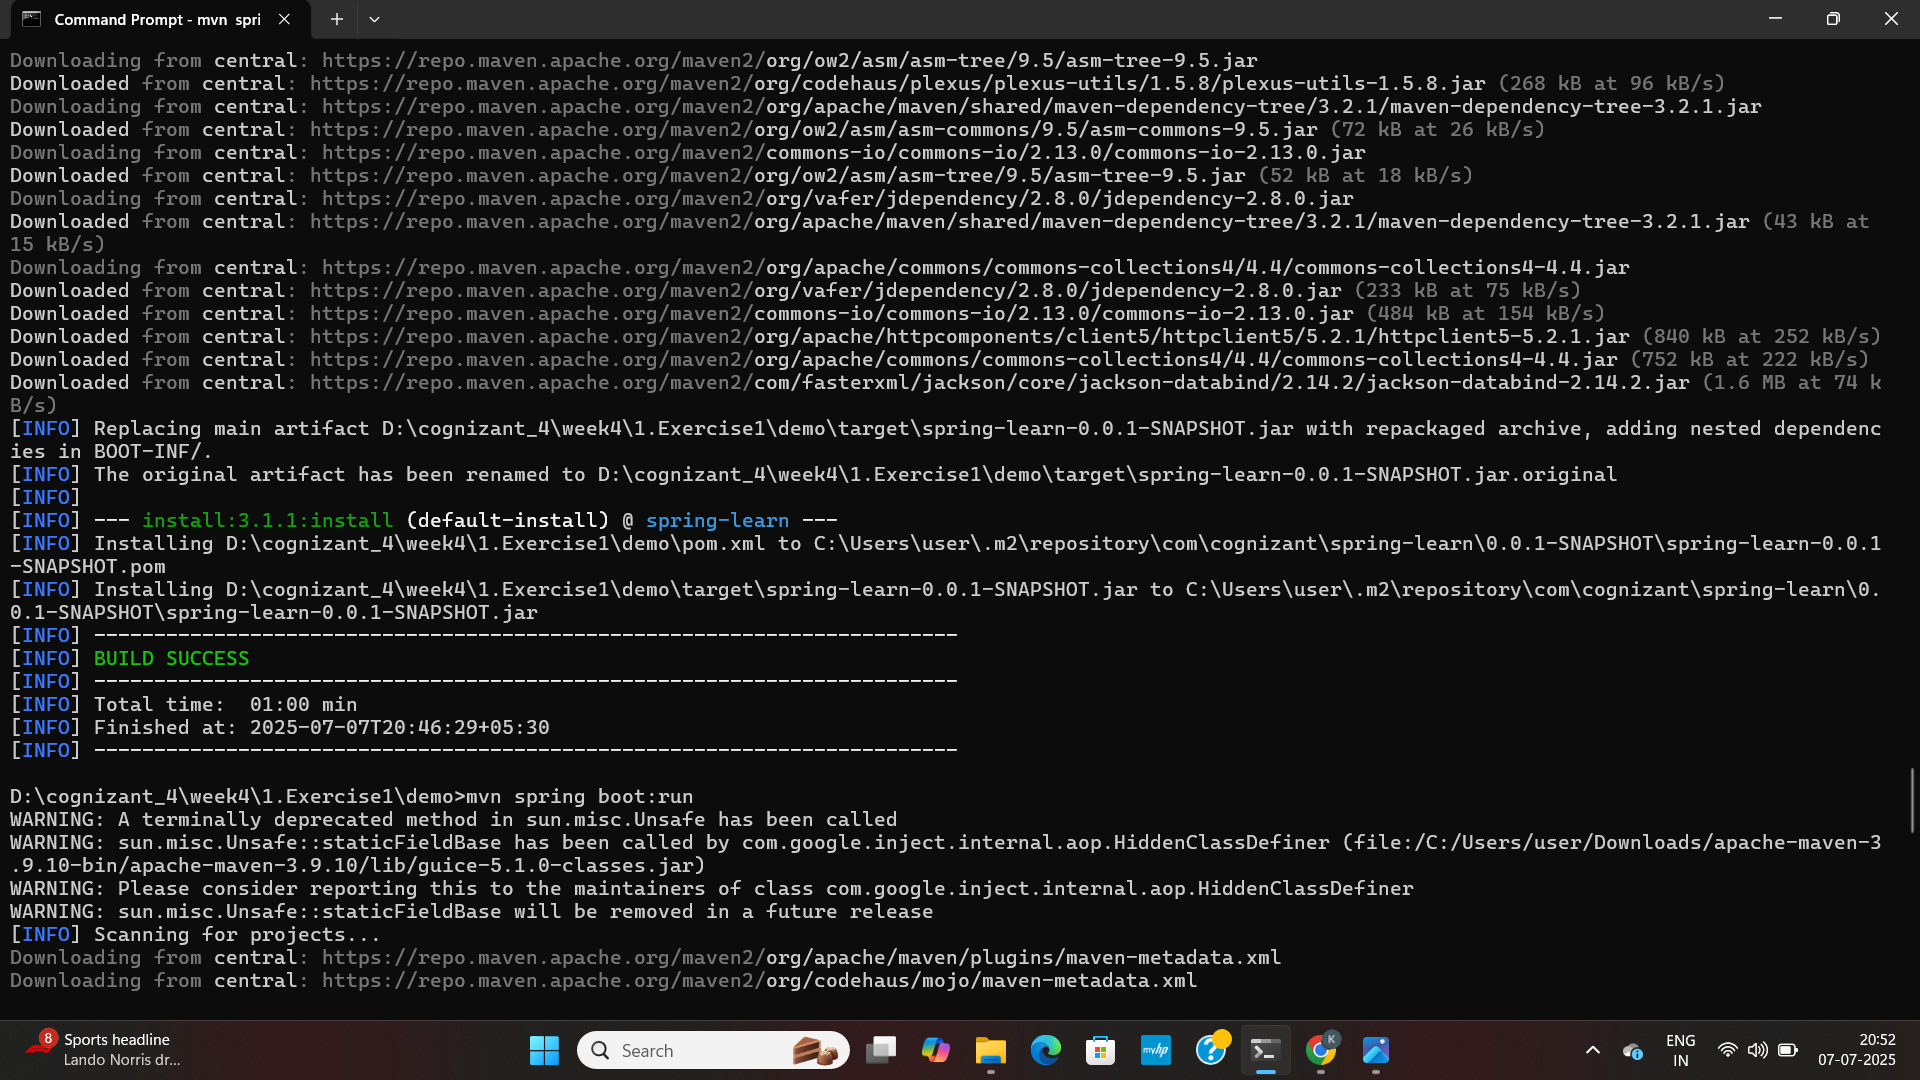 Command Prompt - mvn  spri
Downloading from central: https://repo.maven.apache.org/maven2/org/ow2/asm/asm-tree/9.5/asm-tree-9.5.jar
Downloaded from central: https://repo.maven.apache.org/maven2/org/codehaus/plexus/plexus-utils/1.5.8/plexus-utils-1.5.8.jar (268 kB at 96 kB/s)
Downloading from central: https://repo.maven.apache.org/maven2/org/apache/maven/shared/maven-dependency-tree/3.2.1/maven-dependency-tree-3.2.1.jar
Downloaded from central: https://repo.maven.apache.org/maven2/org/ow2/asm/asm-commons/9.5/asm-commons-9.5.jar (72 kB at 26 kB/s)
Downloading from central: https://repo.maven.apache.org/maven2/commons-io/commons-io/2.13.0/commons-io-2.13.0.jar
Downloaded from central: https://repo.maven.apache.org/maven2/org/ow2/asm/asm-tree/9.5/asm-tree-9.5.jar (52 kB at 18 kB/s)
Downloading from central: https://repo.maven.apache.org/maven2/org/vafer/jdependency/2.8.0/jdependency-2.8.0.jar
Downloaded from central: https://repo.maven.apache.org/maven2/org/apache/maven/shared/maven-dependency-tree/3.2.1/maven-dependency-tree-3.2.1.jar (43 kB at
15 kB/s)
Downloading from central: https://repo.maven.apache.org/maven2/org/apache/commons/commons-collections4/4.4/commons-collections4-4.4.jar
Downloaded from central: https://repo.maven.apache.org/maven2/org/vafer/jdependency/2.8.0/jdependency-2.8.0.jar (233 kB at 75 kB/s)
Downloaded from central: https://repo.maven.apache.org/maven2/commons-io/commons-io/2.13.0/commons-io-2.13.0.jar (484 kB at 154 kB/s)
Downloaded from central: https://repo.maven.apache.org/maven2/org/apache/httpcomponents/client5/httpclient5/5.2.1/httpclient5-5.2.1.jar (840 kB at 252 kB/s)
Downloaded from central: https://repo.maven.apache.org/maven2/org/apache/commons/commons-collections4/4.4/commons-collections4-4.4.jar (752 kB at 222 kB/s)
Downloaded from central: https://repo.maven.apache.org/maven2/com/fasterxml/jackson/core/jackson-databind/2.14.2/jackson-databind-2.14.2.jar (1.6 MB at 74 k
B/s)
[INFO] Replacing main artifact D:\cognizant_4\week4\1.Exercise1\demo\target\spring-learn-0.0.1-SNAPSHOT.jar with repackaged archive, adding nested dependenc
ies in BOOT-INF/.
[INFO] The original artifact has been renamed to D:\cognizant_4\week4\1.Exercise1\demo\target\spring-learn-0.0.1-SNAPSHOT.jar.original
[INFO]
[INFO] --- install:3.1.1:install (default-install) @ spring-learn ---
[INFO] Installing D:\cognizant_4\week4\1.Exercise1\demo\pom.xml to C:\Users\user\.m2\repository\com\cognizant\spring-learn\0.0.1-SNAPSHOT\spring-learn-0.0.1
-SNAPSHOT.pom
[INFO] Installing D:\cognizant_4\week4\1.Exercise1\demo\target\spring-learn-0.0.1-SNAPSHOT.jar to C:\Users\user\.m2\repository\com\cognizant\spring-learn\0.
0.1-SNAPSHOT\spring-learn-0.0.1-SNAPSHOT.jar
[INFO] ------------------------------------------------------------------------
[INFO] BUILD SUCCESS
[INFO] ------------------------------------------------------------------------
[INFO] Total time:  01:00 min
[INFO] Finished at: 2025-07-07T20:46:29+05:30
[INFO] ------------------------------------------------------------------------
D:\cognizant_4\week4\1.Exercise1\demo>mvn spring boot:run
WARNING: A terminally deprecated method in sun.misc.Unsafe has been called
WARNING: sun.misc.Unsafe::staticFieldBase has been called by com.google.inject.internal.aop.HiddenClassDefiner (file:/C:/Users/user/Downloads/apache-maven-3
.9.10-bin/apache-maven-3.9.10/lib/guice-5.1.0-classes.jar)
WARNING: Please consider reporting this to the maintainers of class com.google.inject.internal.aop.HiddenClassDefiner
WARNING: sun.misc.Unsafe::staticFieldBase will be removed in a future release
[INFO] Scanning for projects...
Downloading from central: https://repo.maven.apache.org/maven2/org/apache/maven/plugins/maven-metadata.xml
Downloading from central: https://repo.maven.apache.org/maven2/org/codehaus/mojo/maven-metadata.xml
8
Sports headline
Lando Norris dr...
Search
myhp
K
ENG
IN
20:52
07-07-2025